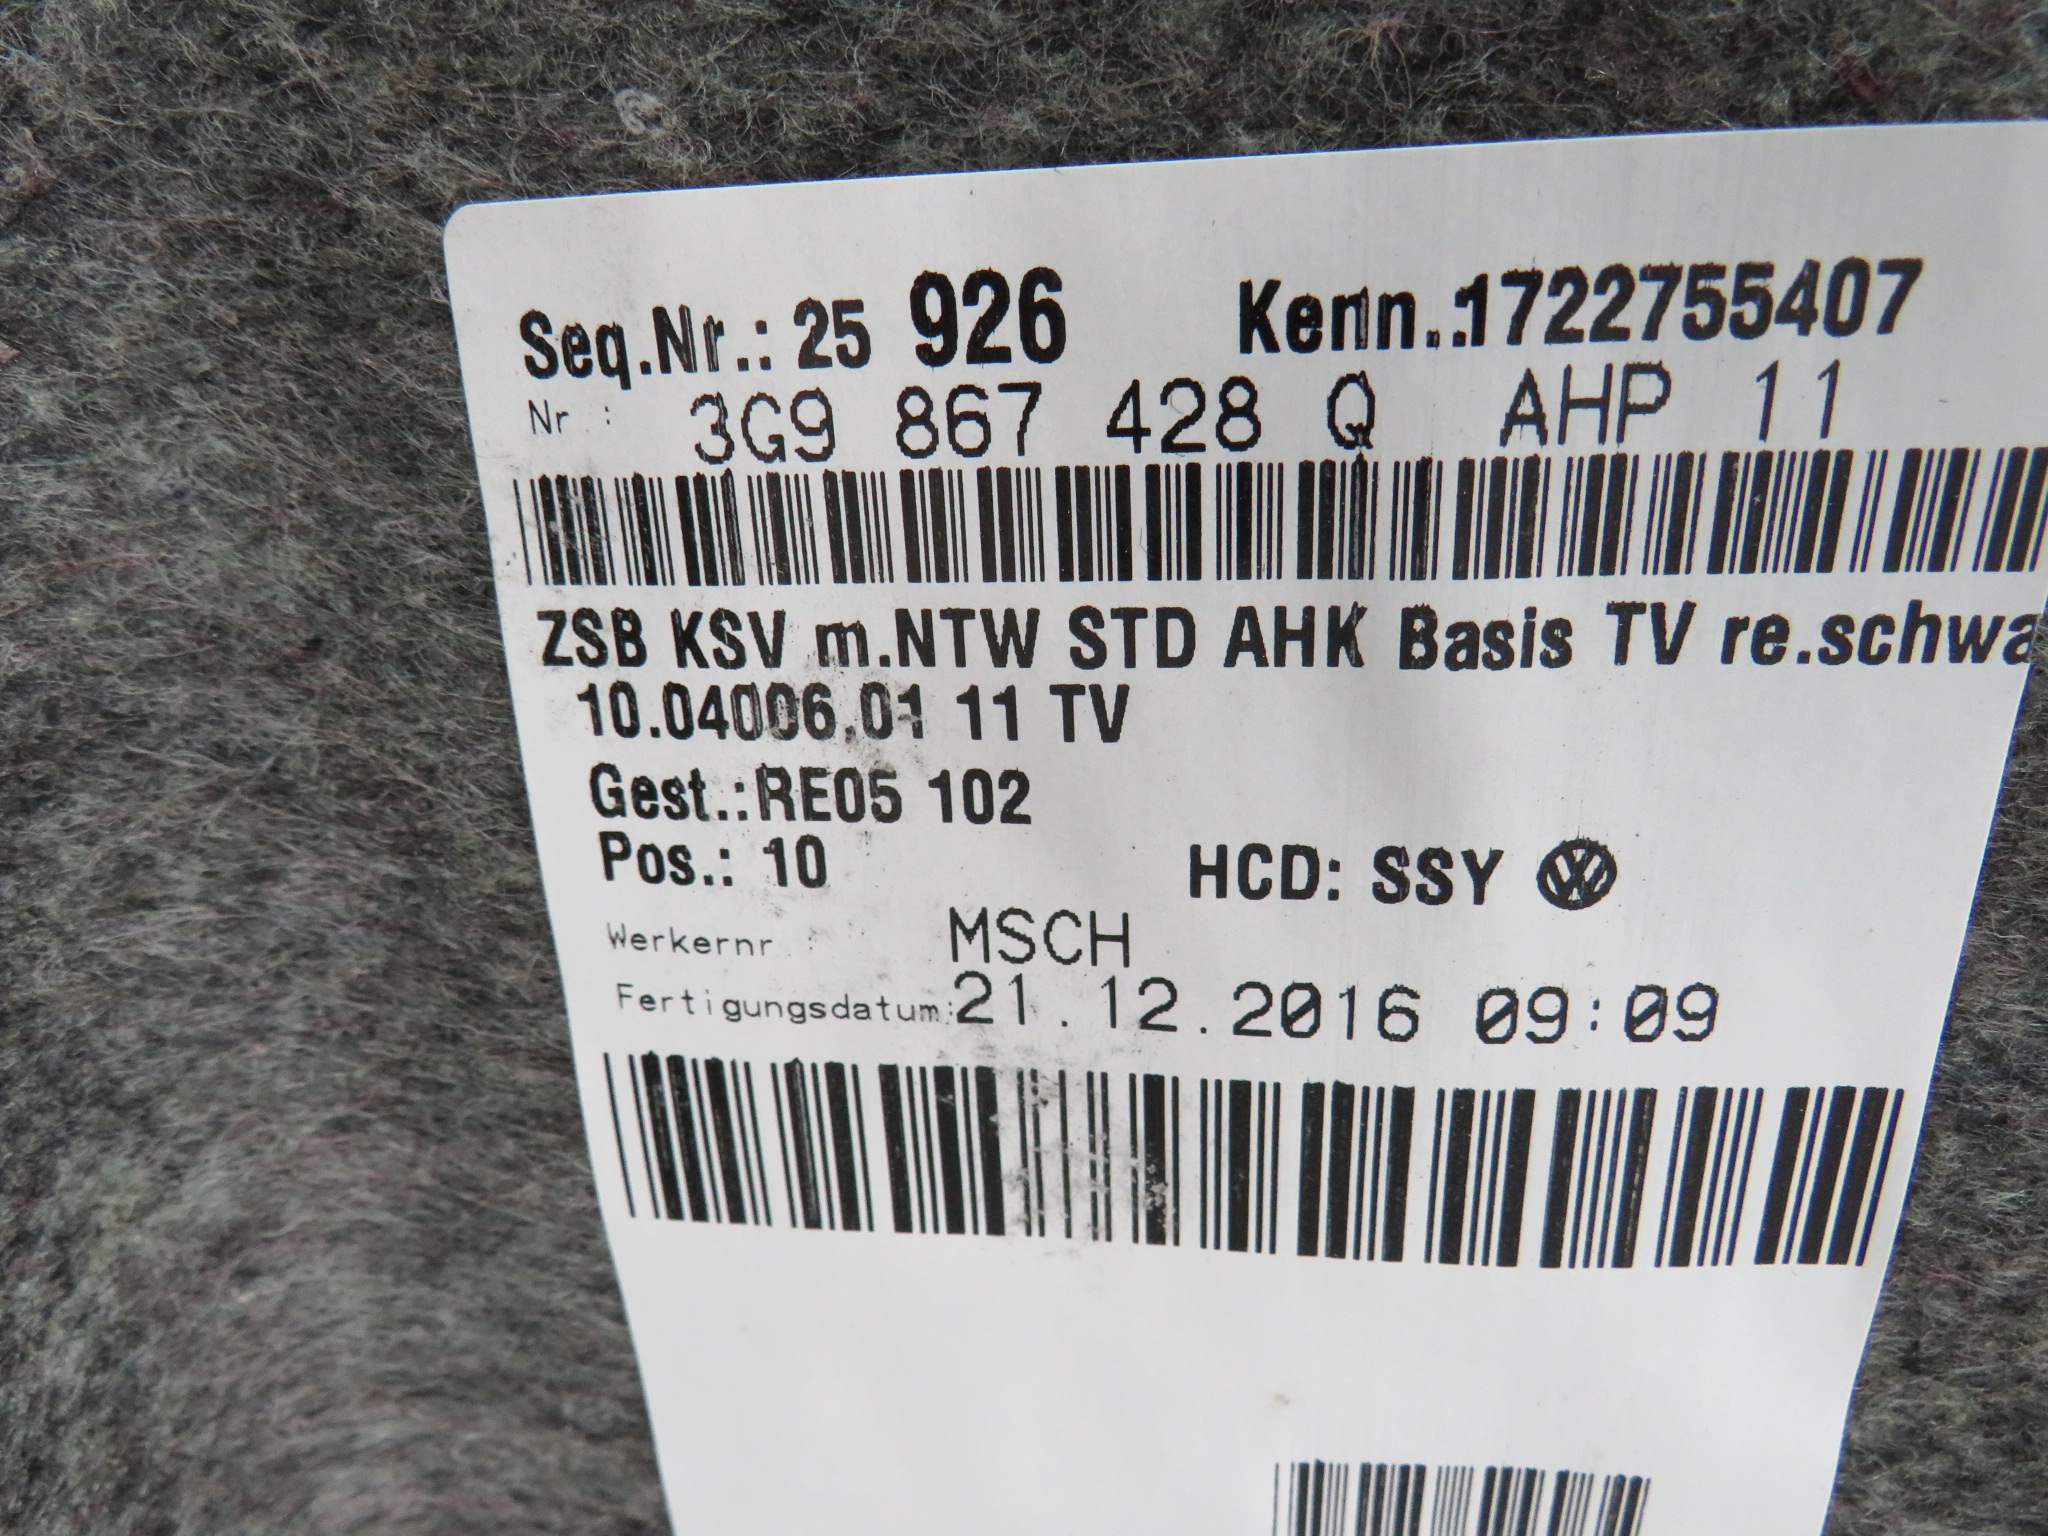 Seq.Nr.: 25 926 Kenn.:1722755407
Nr : 3G9 867 428 Q AHP 11
ZSB KSV m.NTW STD AHK Basis TV re.schwa
10.04006.01 11 TV
Gest.:RE05 102
Pos.: 10 HCD: SSY
Werkernr : MSCH
Fertigungsdatum:21.12.2016 09:09